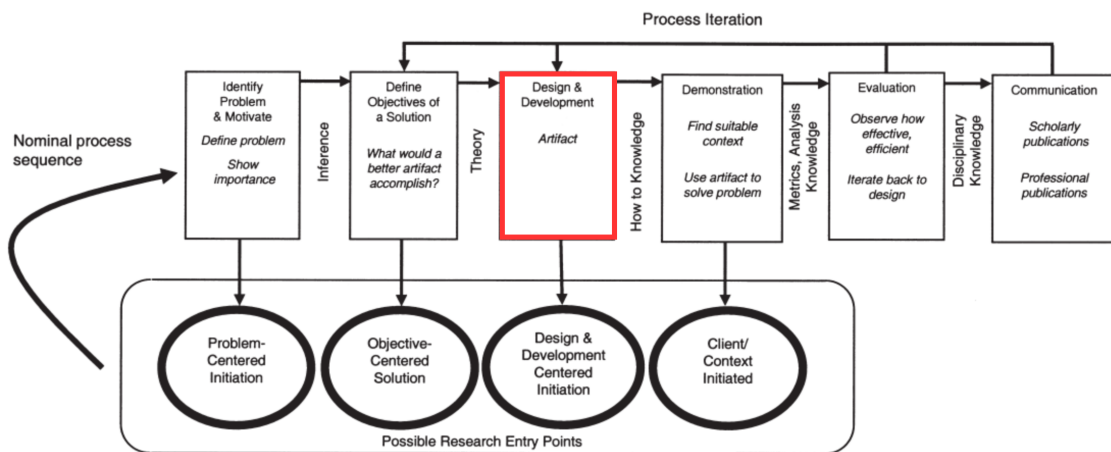 Process Iteration
Nominal process
sequence
Identify
Problem
& Motivate
Define problem
Show
importance
Inference
Define
Objectives of
a Solution
What would a
better artifact
accomplish?
Theory
Design &
Development
Artifact
How to Knowledge
Demonstration
Find suitable
context
Use artifact to
solve problem
Metrics, Analysis
Knowledge
Evaluation
Observe how
effective,
efficient
Iterate back to
design
Disciplinary
Knowledge
Communication
Scholarly
publications
Professional
publications
Problem-
Centered
Initiation
Objective-
Centered
Solution
Design &
Development
Centered
Initiation
Client/
Context
Initiated
Possible Research Entry Points